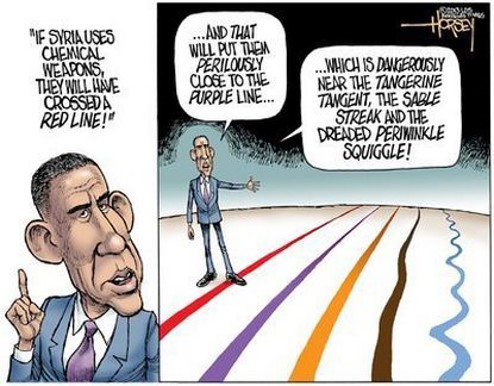 "IF SYRIA USES
CHEMICAL
WEAPONS,
THEY WILL HAVE
CROSSED A
RED LINE!"
...AND THAT
WILL PUT THEM
PERILOUSLY
CLOSE TO THE
PURPLE LINE...
...WHICH IS DANGEROUSLY
NEAR THE TANGERINE
TANGENT, THE SABLE
STREAK AND THE
DREADED PERIWINKLE
SQUIGGLE!
HORSEY